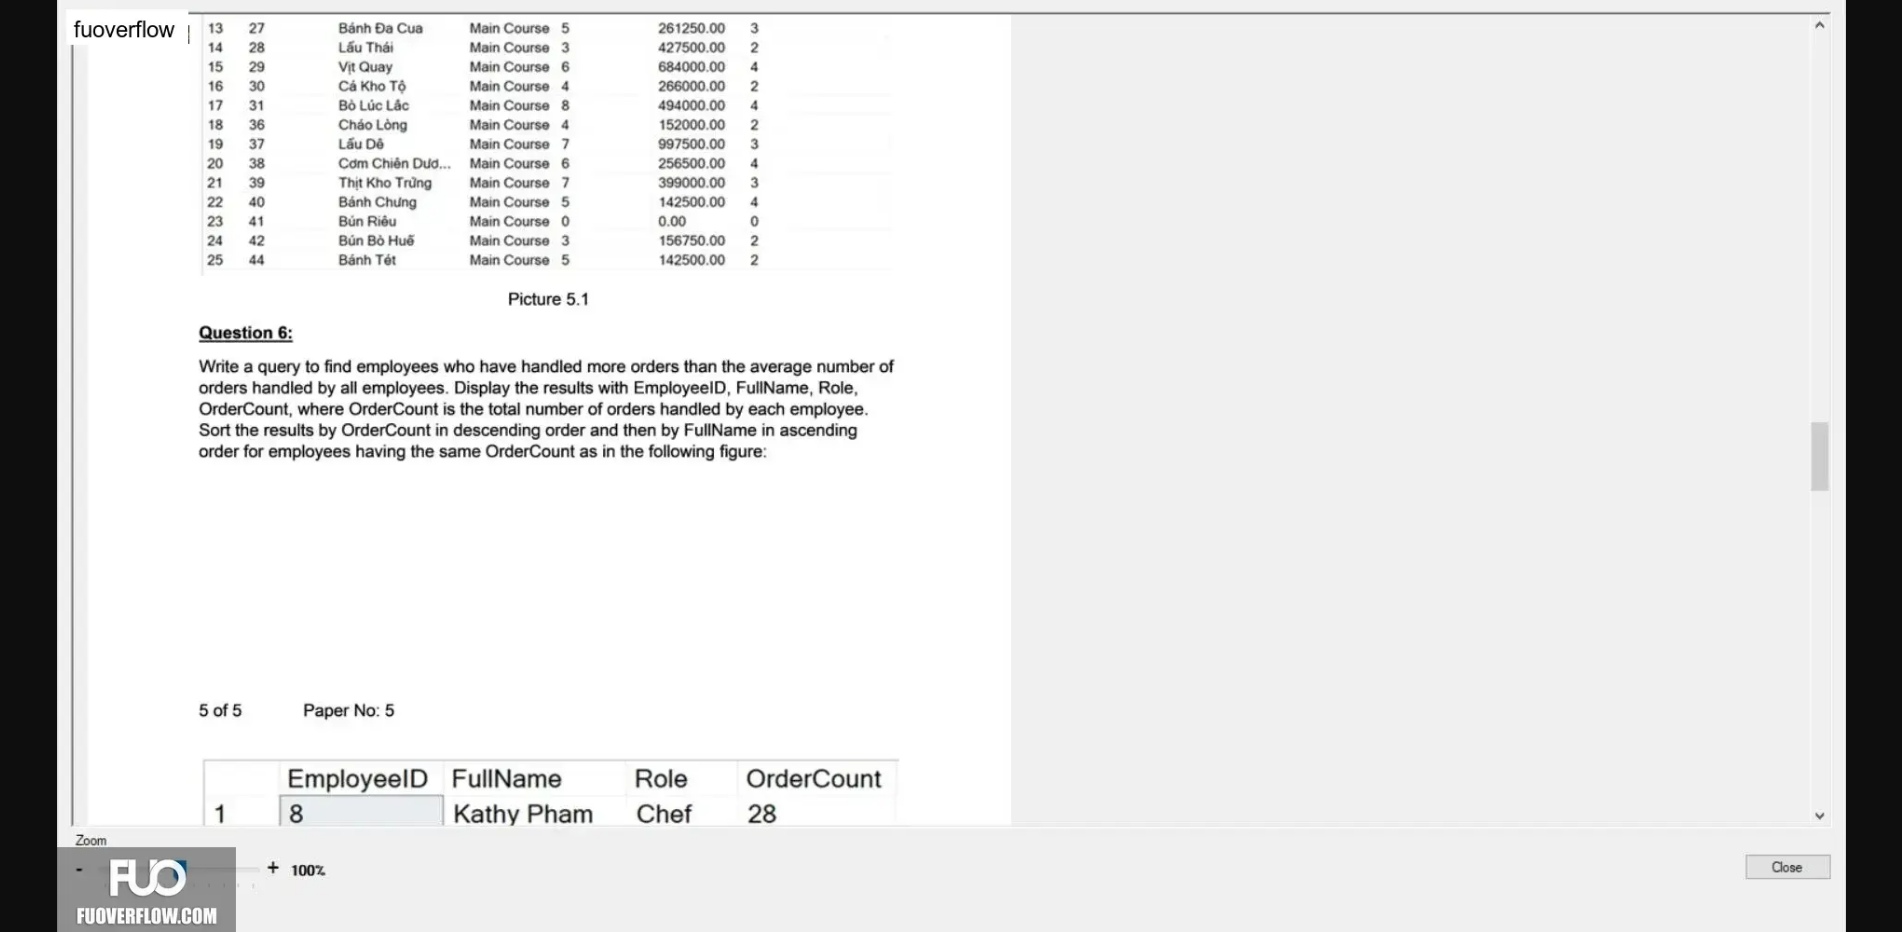 fuoverflow
13 27 Bánh Đa Cua Main Course 5 261250.00 3
14 28 Lẩu Thái Main Course 3 427500.00 2
15 29 Vịt Quay Main Course 6 684000.00 4
16 30 Cá Kho Tộ Main Course 4 266000.00 2
17 31 Bò Lúc Lắc Main Course 8 494000.00 4
18 36 Cháo Lòng Main Course 4 152000.00 2
19 37 Lẩu Dê Main Course 7 997500.00 3
20 38 Cơm Chiên Dươ... Main Course 6 256500.00 4
21 39 Thịt Kho Trứng Main Course 7 399000.00 3
22 40 Bánh Chưng Main Course 5 142500.00 4
23 41 Bún Riêu Main Course 0 0.00 0
24 42 Bún Bò Huế Main Course 3 156750.00 2
25 44 Bánh Tét Main Course 5 142500.00 2
Picture 5.1
Question 6:
Write a query to find employees who have handled more orders than the average number of
orders handled by all employees. Display the results with EmployeeID, FullName, Role,
OrderCount, where OrderCount is the total number of orders handled by each employee.
Sort the results by OrderCount in descending order and then by FullName in ascending
order for employees having the same OrderCount as in the following figure:
5 of 5 Paper No: 5
EmployeeID FullName Role OrderCount
1 8 Kathy Pham Chef 28
Zoom
- + 100%
Close
FUO
FUOVERFLOW.COM